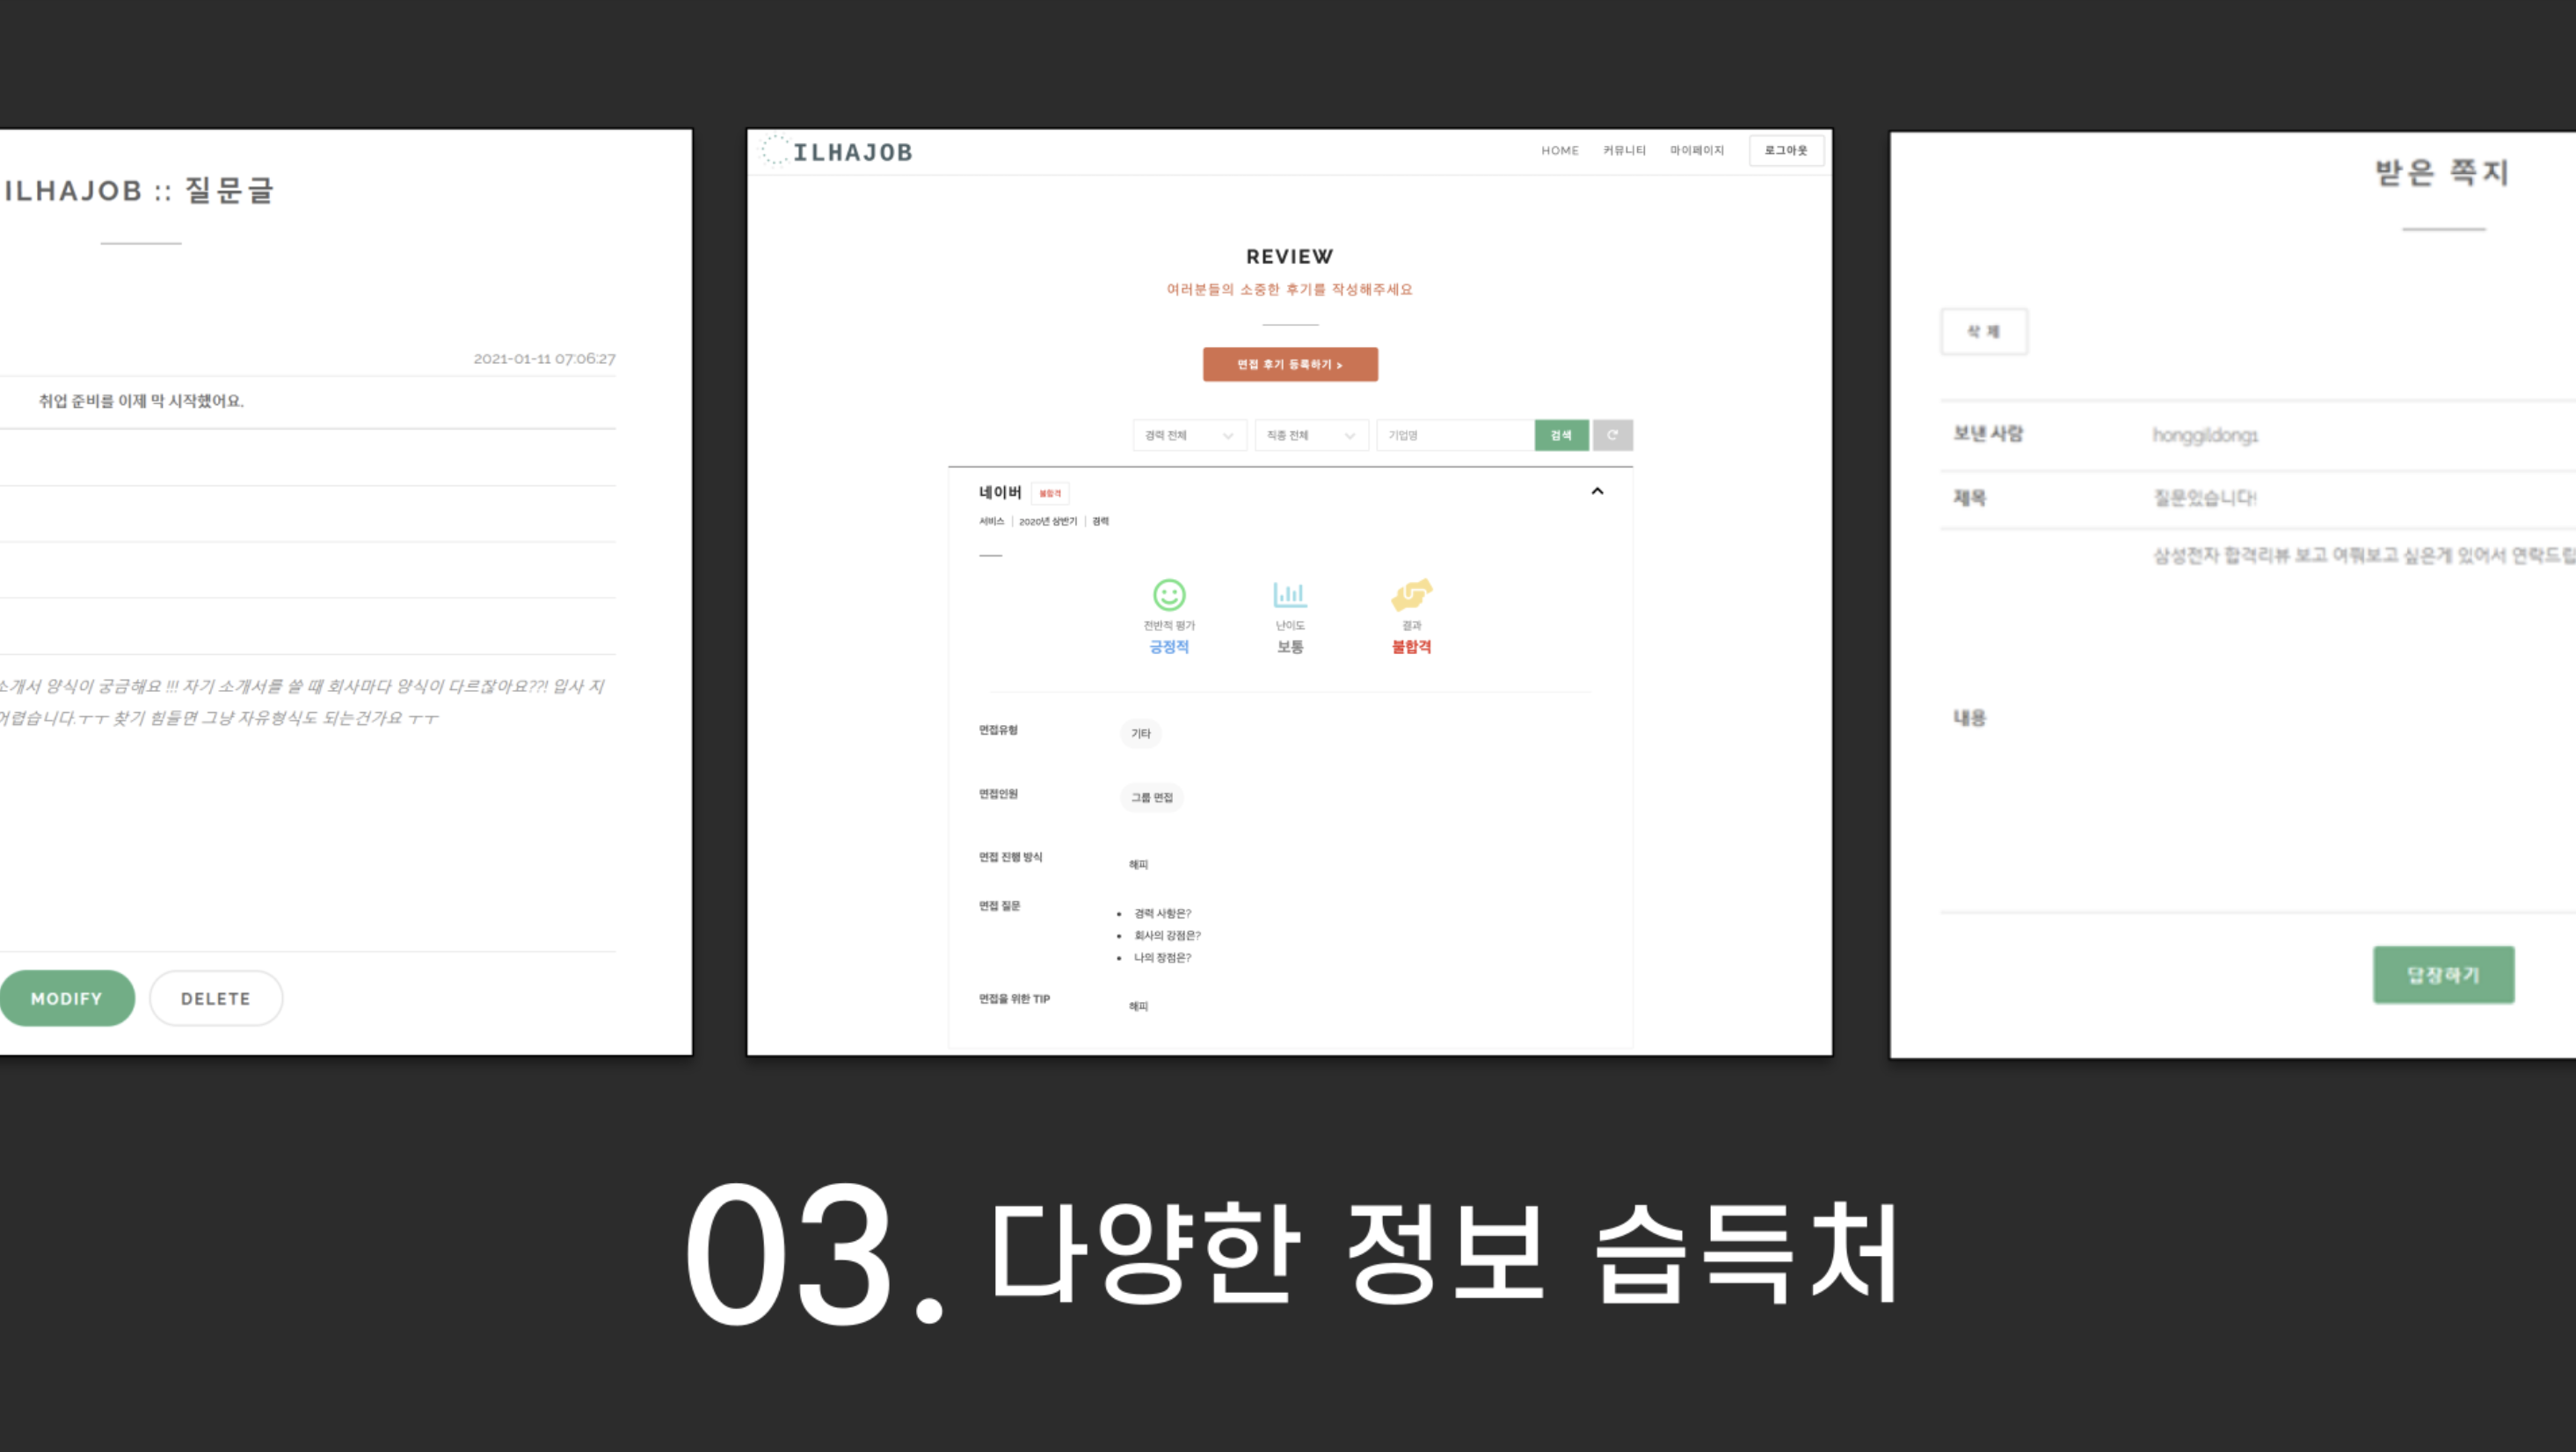 ILHAJOB :: 질문글
2021-01-11 07:06:27
취업 준비를 이제 막 시작했어요.
소개서 양식이 궁금해요 !!! 자기 소개서를 쓸 때 회사마다 양식이 다르잖아요??! 입사 지
어렵습니다.ㅜㅜ 찾기 힘들면 그냥 자유형식도 되는건가요 ㅜㅜ
MODIFY
DELETE
ILHAJOB
HOME
커뮤니티
마이페이지
로그아웃
REVIEW
여러분들의 소중한 후기를 작성해주세요
면접 후기 등록하기 >
경력 전체
직종 전체
기업명
검색
네이버 불합격
서비스 | 2020년 상반기 | 경력
전반적 평가
긍정적
난이도
보통
결과
불합격
면접유형
기타
면접인원
그룹 면접
면접 진행 방식
해피
면접 질문
• 경력 사항은?
• 회사의 강점은?
• 나의 장점은?
면접을 위한 TIP
해피
받은 쪽지
삭제
보낸 사람
honggildong1
제목
질문있습니다!
삼성전자 합격리뷰 보고 여쭤보고 싶은게 있어서 연락드립
내용
답장하기
03. 다양한 정보 습득처